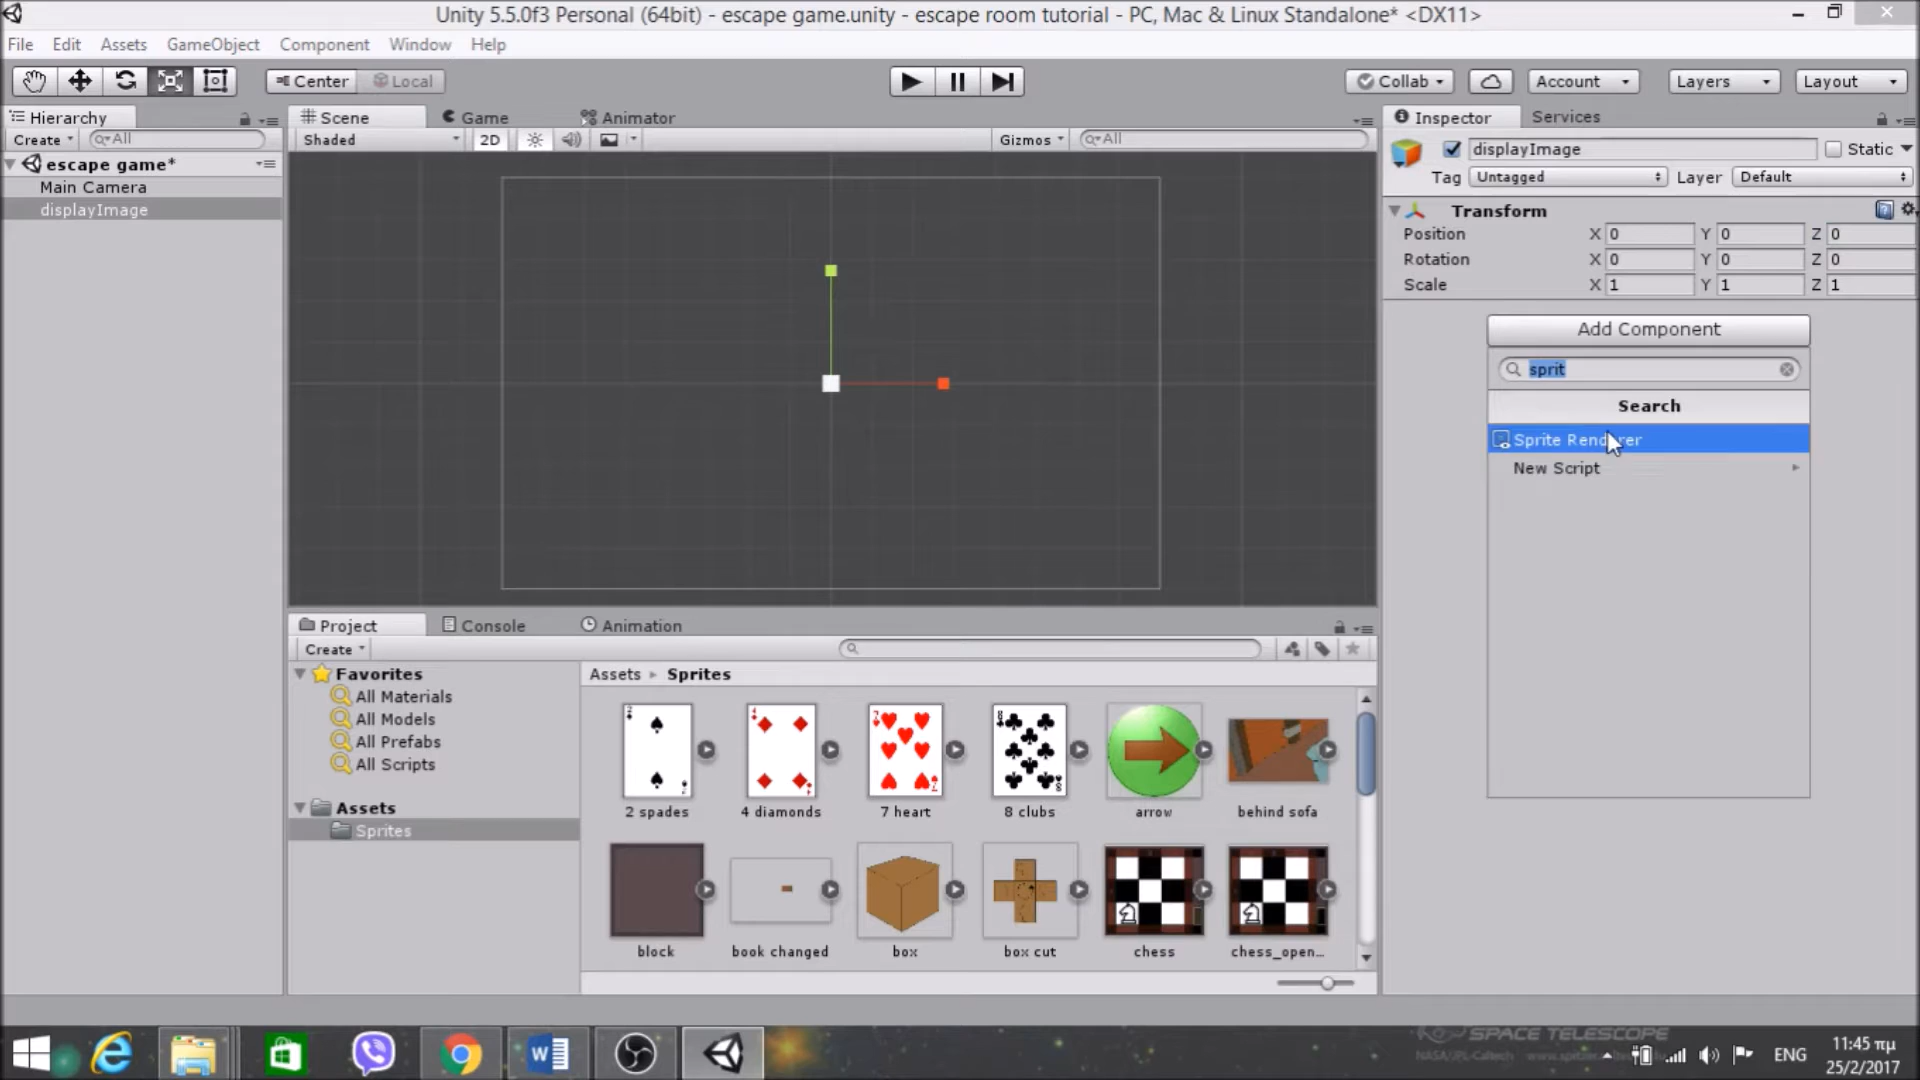 Unity 5.5.0f3 Personal (64bit) - escape game.unity - escape room tutorial - PC, Mac & Linux Standalone* <DX11>
File Edit Assets GameObject Component Window Help
Center Local Collab Account Layers Layout
Hierarchy
Create All
escape game*
Main Camera
displayImage
Scene Game Animator
Shaded 2D Gizmos All
Inspector Services
displayImage Static
Tag Untagged Layer Default
Transform
Position X 0 Y 0 Z 0
Rotation X 0 Y 0 Z 0
Scale X 1 Y 1 Z 1
Add Component
sprit
Search
Sprite Renderer
New Script
Project Console Animation
Create
Favorites
All Materials
All Models
All Prefabs
All Scripts
Assets
Sprites
Assets Sprites
2 spades 4 diamonds 7 heart 8 clubs arrow behind sofa
block book changed box box cut chess chess_open...
SPACE TELESCOPE
NASA/JPL-Caltech
ENG
11:45 πμ
25/2/2017